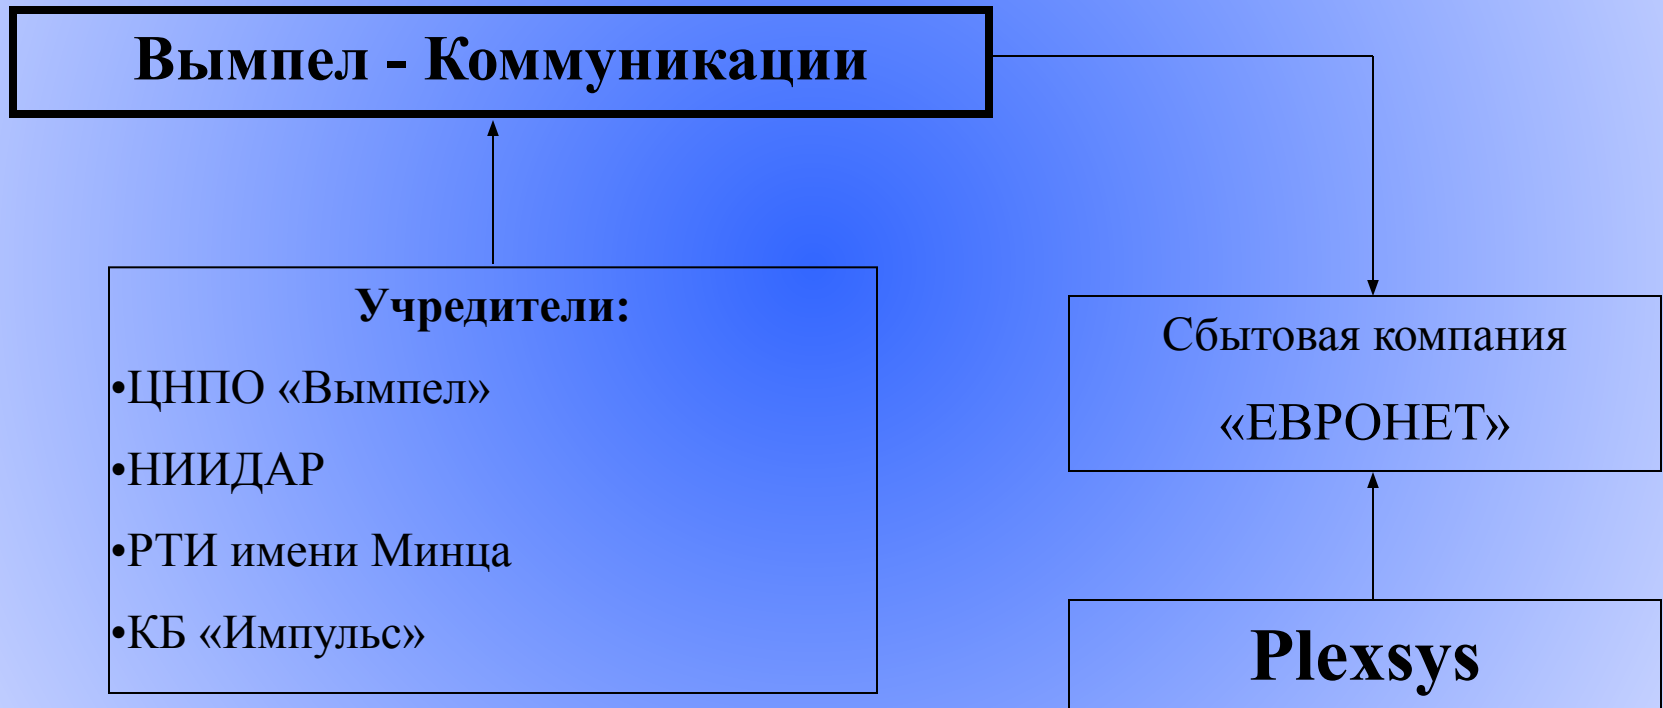 Вымпел - Коммуникации
Учредители:
•ЦНПО «Вымпел»
•НИИДАР
•РТИ имени Минца
•КБ «Импульс»
Сбытовая компания
«ЕВРОНЕТ»
Plexsys